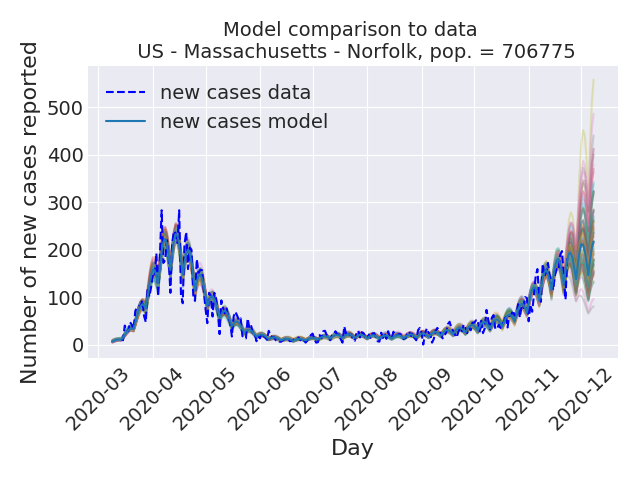 Model comparison to data
US - Massachusetts - Norfolk, pop. = 706775
Number of new cases reported
new cases data
new cases model
500
400
300
200
100
0
2020-03
2020-04
2020-05
2020-06
2020-07
2020-08
2020-09
2020-10
2020-11
2020-12
Day